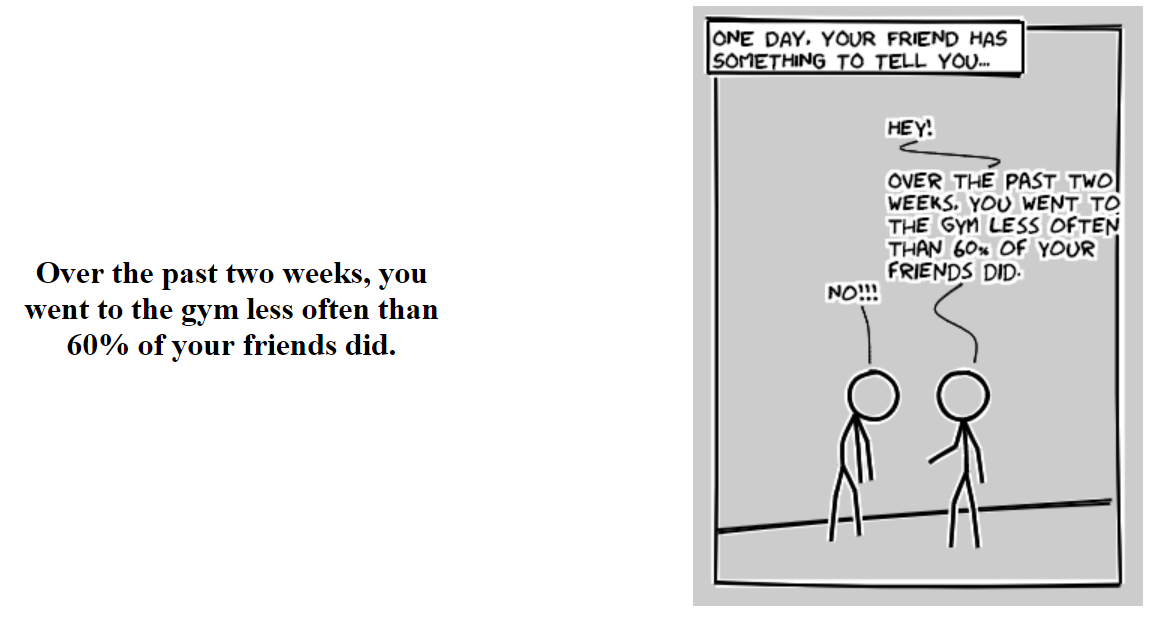 Over the past two weeks, you
went to the gym less often than
60% of your friends did.
ONE DAY, YOUR FRIEND HAS
SOMETHING TO TELL YOU...
HEY!
OVER THE PAST TWO
WEEKS, YOU WENT TO
THE GYM LESS OFTEN
THAN 60% OF YOUR
FRIENDS DID.
NO!!!